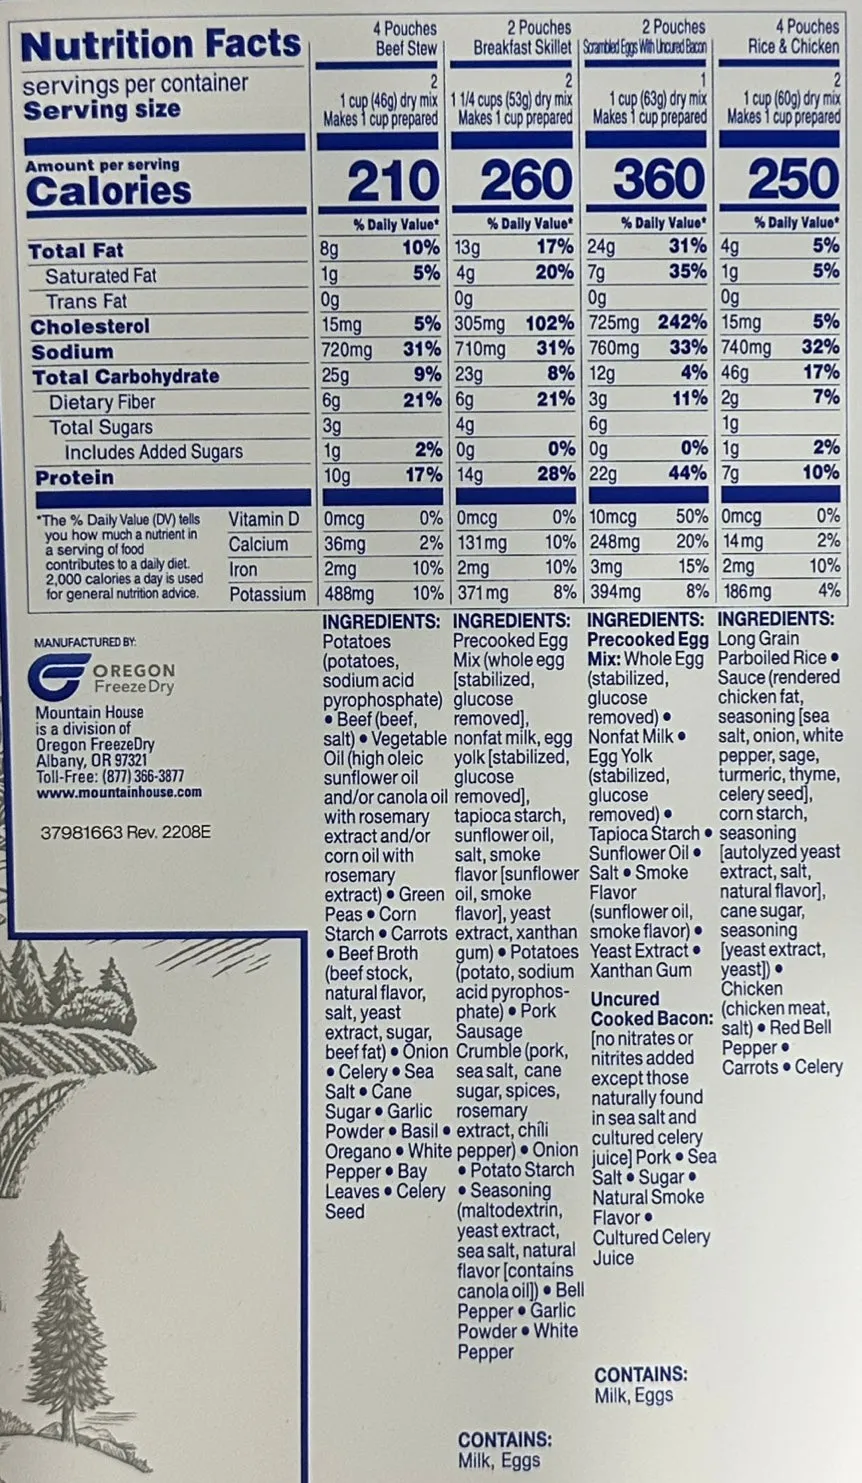 Nutrition Facts
servings per container
Serving size
4 Pouches
Beef Stew
2
1 cup (46g) dry mix
Makes 1 cup prepared
2 Pouches
Breakfast Skillet
2
1 1/4 cups (53g) dry mix
Makes 1 cup prepared
2 Pouches
Scrambled Eggs With Uncured Bacon
1
1 cup (63g) dry mix
Makes 1 cup prepared
4 Pouches
Rice & Chicken
2
1 cup (60g) dry mix
Makes 1 cup prepared
Amount per serving
Calories 210 260 360 250
% Daily Value* % Daily Value* % Daily Value* % Daily Value*
Total Fat 8g 10% 13g 17% 24g 31% 4g 5%
Saturated Fat 1g 5% 4g 20% 7g 35% 1g 5%
Trans Fat 0g 0g 0g 0g
Cholesterol 15mg 5% 305mg 102% 725mg 242% 15mg 5%
Sodium 720mg 31% 710mg 31% 760mg 33% 740mg 32%
Total Carbohydrate 25g 9% 23g 8% 12g 4% 46g 17%
Dietary Fiber 6g 21% 6g 21% 3g 11% 2g 7%
Total Sugars 3g 4g 6g 1g
Includes Added Sugars 1g 2% 0g 0% 0g 0% 1g 2%
Protein 10g 17% 14g 28% 22g 44% 7g 10%
*The % Daily Value (DV) tells
you how much a nutrient in
a serving of food
contributes to a daily diet.
2,000 calories a day is used
for general nutrition advice.
Vitamin D 0mcg 0% 0mcg 0% 10mcg 50% 0mcg 0%
Calcium 36mg 2% 131mg 10% 248mg 20% 14mg 2%
Iron 2mg 10% 2mg 10% 3mg 15% 2mg 10%
Potassium 488mg 10% 371mg 8% 394mg 8% 186mg 4%
MANUFACTURED BY:
OREGON
FreezeDry
Mountain House
is a division of
Oregon FreezeDry
Albany, OR 97321
Toll-Free: (877) 366-3877
www.mountainhouse.com
37981663 Rev. 2208E
INGREDIENTS:
Potatoes
(potatoes,
sodium acid
pyrophosphate)
• Beef (beef,
salt) • Vegetable
Oil (high oleic
sunflower oil
and/or canola oil
with rosemary
extract and/or
corn oil with
rosemary
extract) • Green
Peas • Corn
Starch • Carrots
• Beef Broth
(beef stock,
natural flavor,
salt, yeast
extract, sugar,
beef fat) • Onion
• Celery • Sea
Salt • Cane
Sugar • Garlic
Powder • Basil •
Oregano • White
Pepper • Bay
Leaves • Celery
Seed
INGREDIENTS:
Precooked Egg
Mix (whole egg
[stabilized,
glucose
removed],
nonfat milk, egg
yolk [stabilized,
glucose
removed],
tapioca starch,
sunflower oil,
salt, smoke
flavor [sunflower
oil, smoke
flavor], yeast
extract, xanthan
gum) • Potatoes
(potato, sodium
acid pyrophos-
phate) • Pork
Sausage
Crumble (pork,
sea salt, cane
sugar, spices,
rosemary
extract, chili
pepper) • Onion
• Potato Starch
• Seasoning
(maltodextrin,
yeast extract,
sea salt, natural
flavor [contains
canola oil]) • Bell
Pepper • Garlic
Powder • White
Pepper
CONTAINS:
Milk, Eggs
INGREDIENTS:
Precooked Egg
Mix: Whole Egg
(stabilized,
glucose
removed) •
Nonfat Milk •
Egg Yolk
(stabilized,
glucose
removed) •
Tapioca Starch •
Sunflower Oil •
Salt • Smoke
Flavor
(sunflower oil,
smoke flavor) •
Yeast Extract •
Xanthan Gum
Uncured
Cooked Bacon:
[no nitrates or
nitrites added
except those
naturally found
in sea salt and
cultured celery
juice] Pork • Sea
Salt • Sugar •
Natural Smoke
Flavor •
Cultured Celery
Juice
CONTAINS:
Milk, Eggs
INGREDIENTS:
Long Grain
Parboiled Rice •
Sauce (rendered
chicken fat,
seasoning [sea
salt, onion, white
pepper, sage,
turmeric, thyme,
celery seed],
corn starch,
seasoning
[autolyzed yeast
extract, salt,
natural flavor],
cane sugar,
seasoning
[yeast extract,
yeast]) •
Chicken
(chicken meat,
salt) • Red Bell
Pepper •
Carrots • Celery